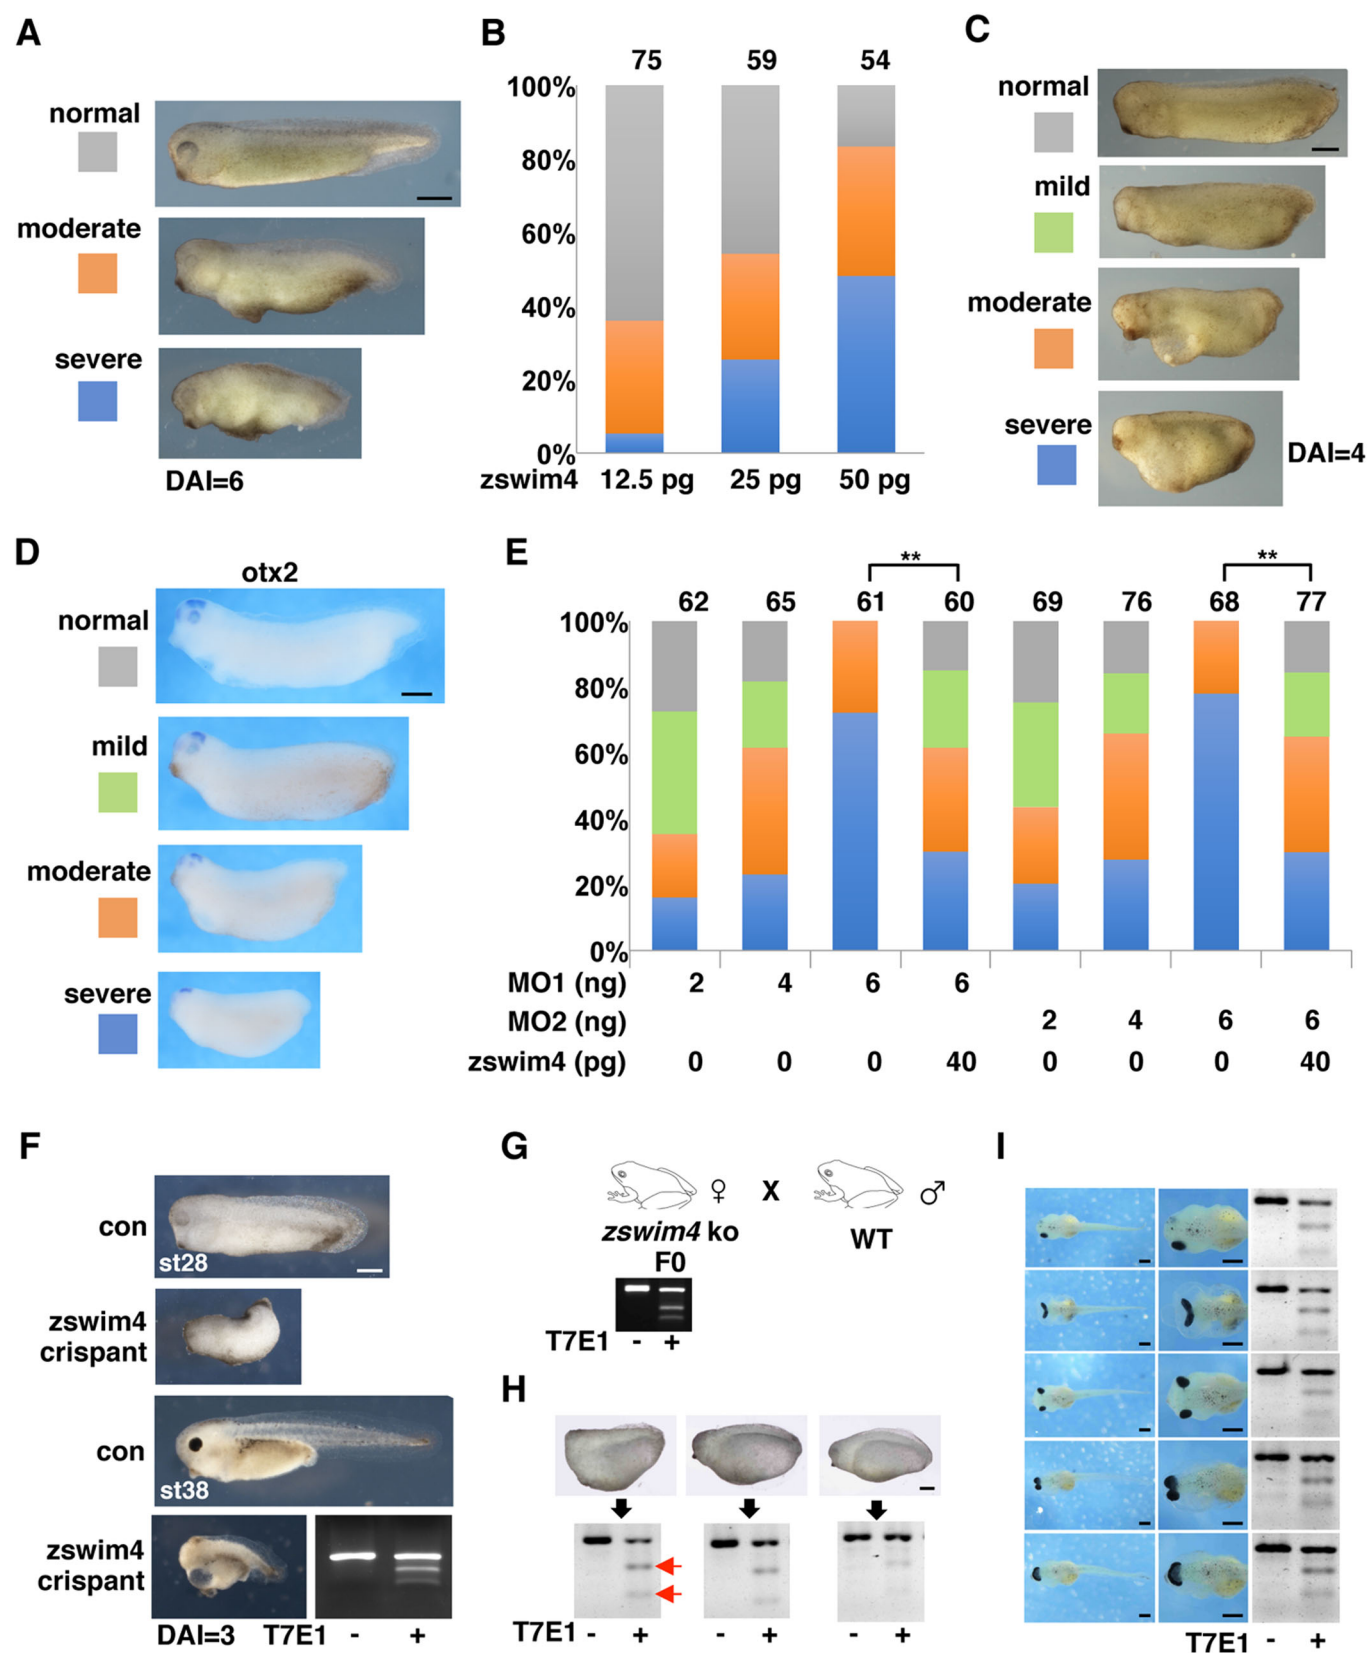 A
normal
moderate
severe
DAI=6
B
75 59 54
100%
80%
60%
40%
20%
0%
zswim4 12.5 pg 25 pg 50 pg
C
normal
mild
moderate
severe
DAI=4
D
otx2
normal
mild
moderate
severe
E
** **
62 65 61 60 69 76 68 77
100%
80%
60%
40%
20%
0%
MO1 (ng) 2 4 6 6
MO2 (ng) 2 4 6 6
zswim4 (pg) 0 0 0 40 0 0 0 40
F
con
st28
zswim4
crispant
con
st38
zswim4
crispant
DAI=3 T7E1 - +
G
♀ X ♂
zswim4 ko WT
F0
T7E1 - +
H
T7E1 - + - + - +
I
T7E1 - +